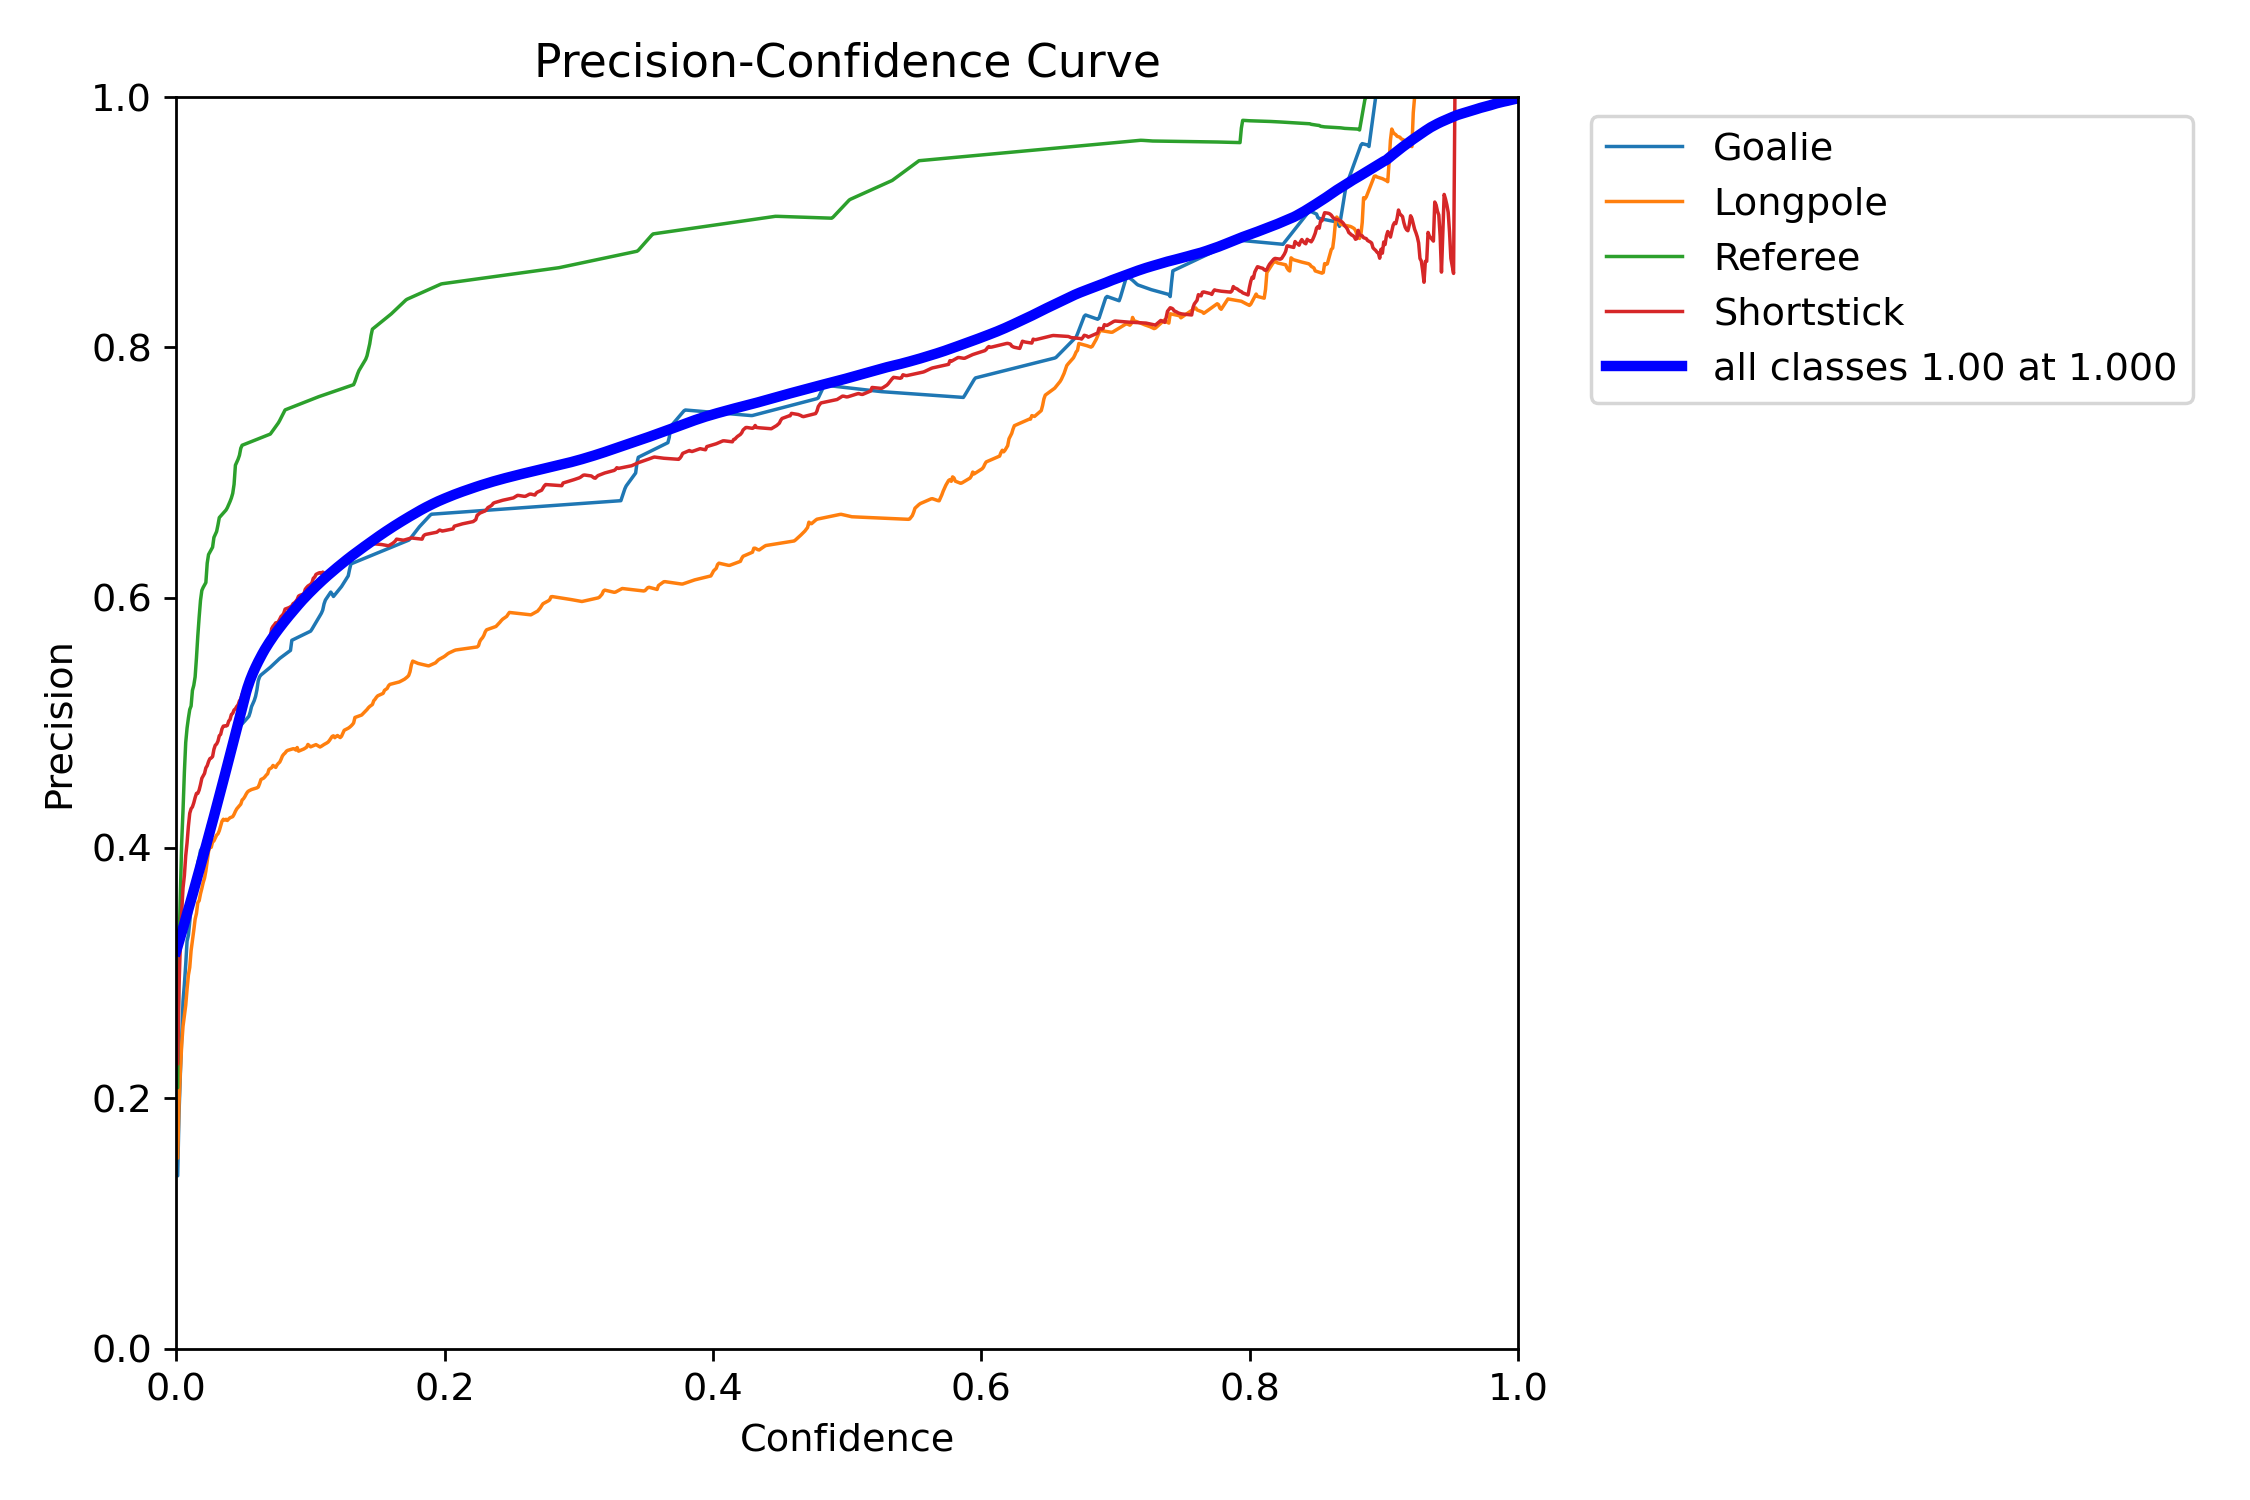 Precision-Confidence Curve
1.0
0.8
0.6
0.4
0.2
0.0
Precision
0.0 0.2 0.4 0.6 0.8 1.0
Confidence
Goalie
Longpole
Referee
Shortstick
all classes 1.00 at 1.000